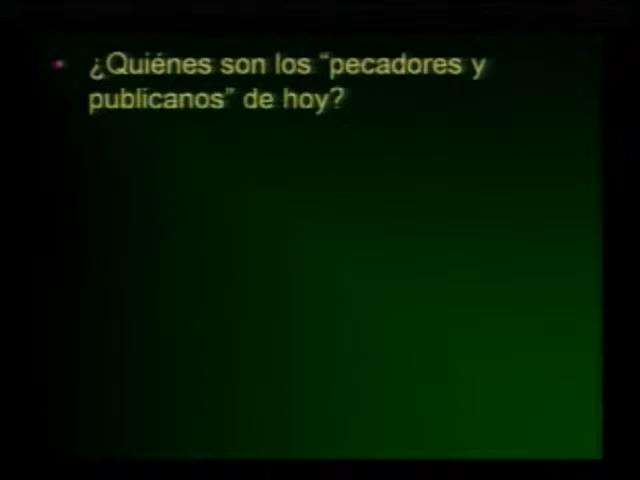 • ¿Quiénes son los “pecadores y
publicanos” de hoy?